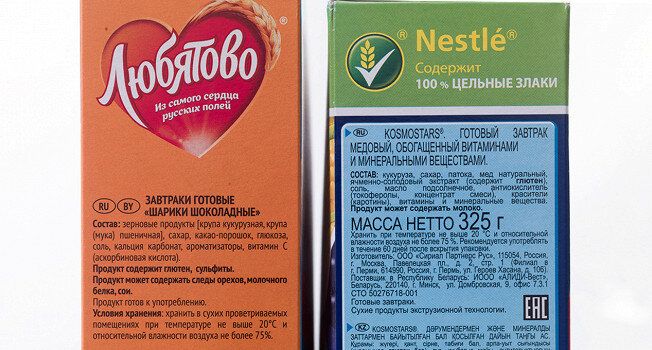 ЛЮБЯТОВО®
Из самого сердца
русских полей
RU BY ЗАВТРАКИ ГОТОВЫЕ
«ШАРИКИ ШОКОЛАДНЫЕ»
Состав: зерновые продукты [крупа кукурузная, крупа
(мука) пшеничная), сахар, какао-порошок, глюкоза,
соль, кальция карбонат, ароматизаторы, витамин С
(аскорбиновая кислота).
Продукт содержит глютен, сульфиты.
Продукт может содержать следы орехов, молочного
белка, сои.
Продукт готов к употреблению.
Условия хранения: хранить в сухих проветриваемых
помещениях при температуре не выше 20°С и
относительной влажности воздуха не более 75%.
® Nestlé®
Содержит
100 % ЦЕЛЬНЫЕ ЗЛАКИ
RU KOSMOSTARS® ГОТОВЫЙ ЗАВТРАК
МЕДОВЫЙ, ОБОГАЩЕННЫЙ ВИТАМИНАМИ
И МИНЕРАЛЬНЫМИ ВЕЩЕСТВАМИ.
СОСТАВ: кукуруза, сахар, патока, мед натуральный,
ячменно-солодовый экстракт (содержит глютен),
соль, масло подсолнечное, антиокислитель
(токоферолы, концентрат смеси), красители
(каротины), витамины и минеральные вещества.
Продукт может содержать молоко.
МАССА НЕТТО 325 г
Хранить при температуре не выше 20 °С и относительной
влажности воздуха не более 75 %. Рекомендуется употреблять
в течение 60 дней после вскрытия упаковки.
Изготовитель: ООО «Сириал Партнерс Рус», 115054, Россия,
г. Москва, Павелецкая пл., д. 2, стр. 1 (Филиал в
г. Перми, 614990, Россия, г. Пермь, ул. Героев Хасана, д. 106).
Поставщик в Республику Беларусь: ИООО «АЛИДИ-Вест»,
Беларусь, 220140, г. Минск, ул. Домбровская, 9, офис 7.3.1
СТО 50276718-001
Готовые завтраки.
Сухие продукты экструзионной технологии.
EAC
KZ KOSMOSTARS® ДӘРУМЕНДЕРМЕН ЖӘНЕ МИНЕРАЛДЫ
ЗАТТАРМЕН БАЙЫТЫЛҒАН БАЛ ҚОСЫЛҒАН ДАЙЫН ТАҢҒЫ АС.